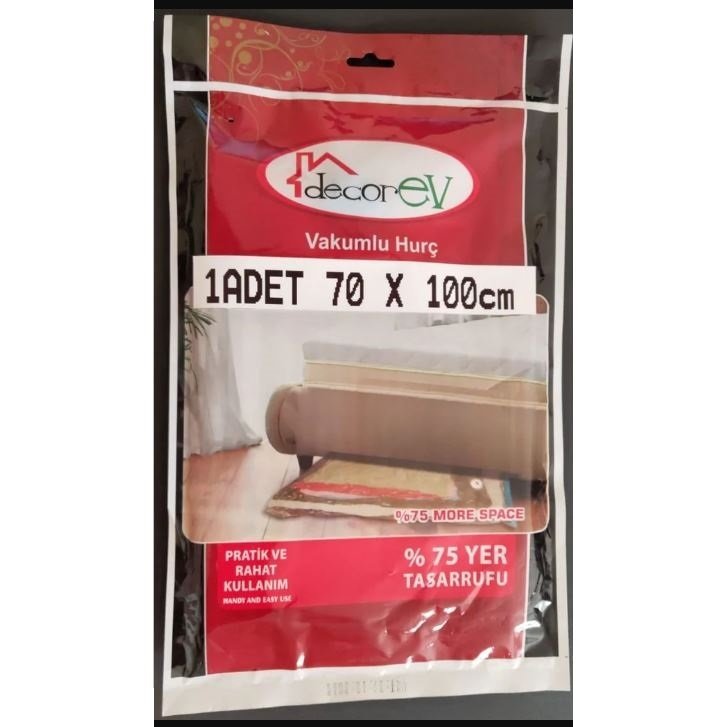 decorev
Vakumlu Hurç
1ADET 70 X 100cm
%75 MORE SPACE
PRATİK VE
RAHAT
KULLANIM
HANDY AND EASY USE
% 75 YER
TASARRUFU